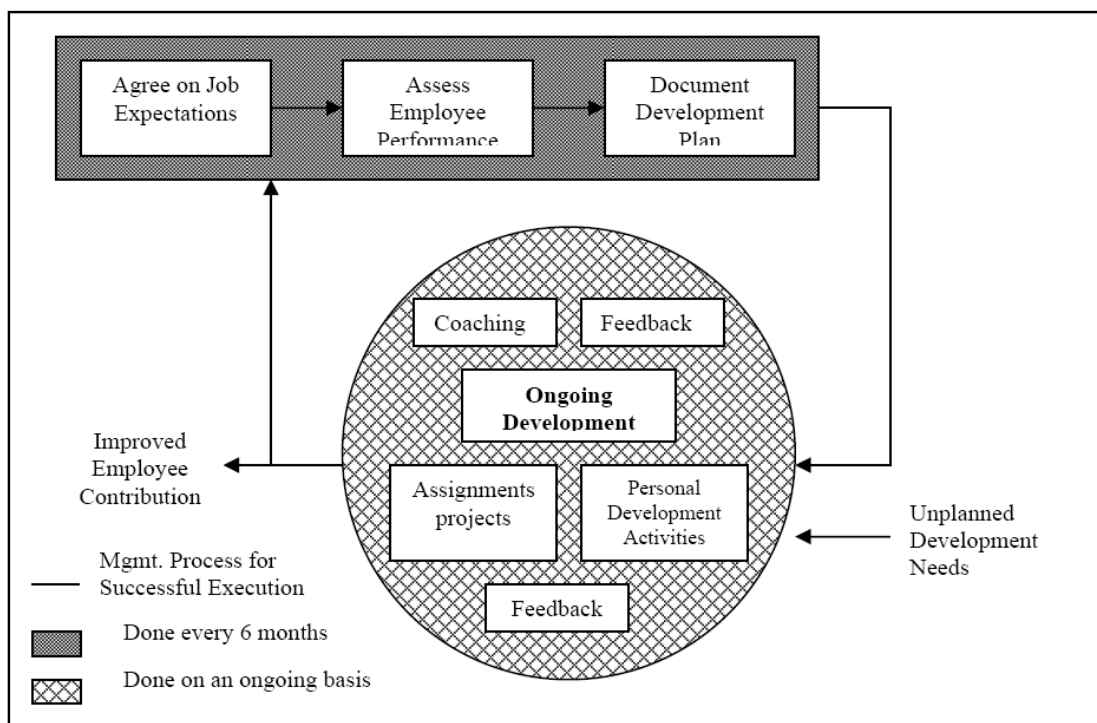 Agree on Job
Expectations
Assess
Employee
Performance
Document
Development
Plan
Coaching
Feedback
Ongoing
Development
Assignments
projects
Personal
Development
Activities
Feedback
Improved
Employee
Contribution
Unplanned
Development
Needs
Mgmt. Process for
Successful Execution
Done every 6 months
Done on an ongoing basis